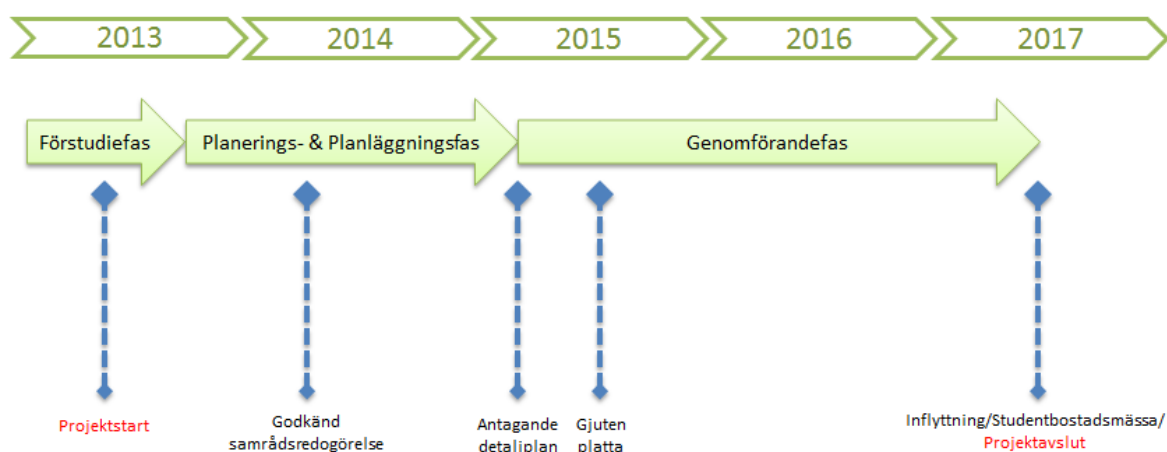 2013
2014
2015
2016
2017
Förstudiefas
Planerings- & Planläggningsfas
Genomförandefas
Projektstart
Godkänd
samrådsredogörelse
Antagande
detaljplan
Gjuten
platta
Inflyttning/Studentbostadsmässa/
Projektavslut